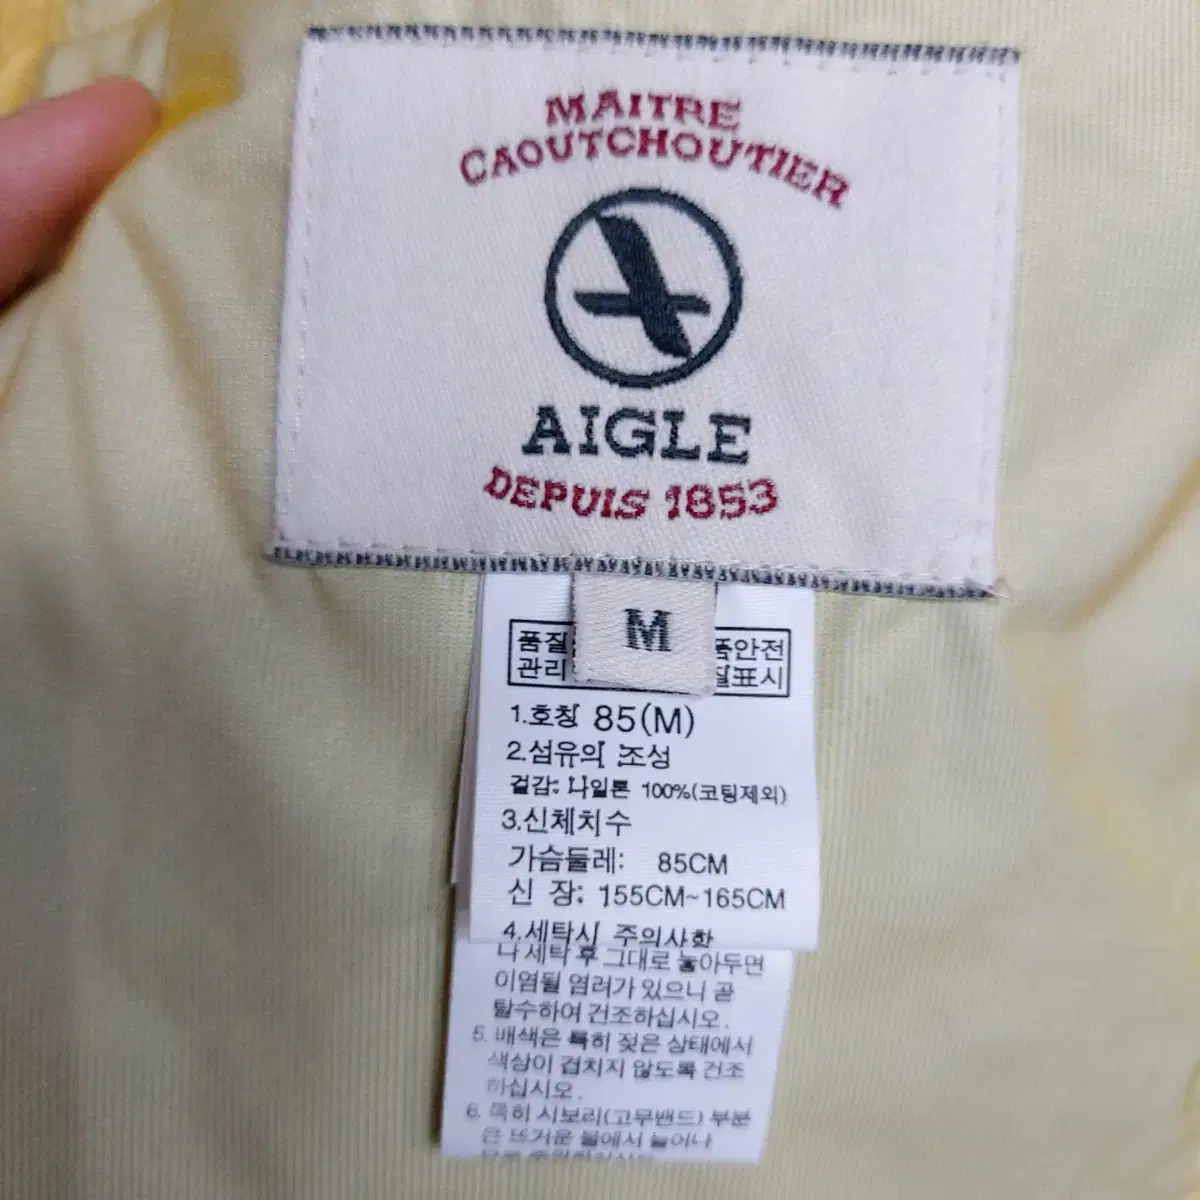 MAITRE
CAOUTCHOUTIER
AIGLE
DEPUIS 1853
M
품질 품안전
관리 질표시
1.호칭 85(M)
2.섬유의 조성
겉감: 나일론 100%(코팅제외)
3.신체치수
가슴둘레: 85CM
신 장: 155CM~165CM
4.세탁시 주의사항
나 세탁 후 그대로 놓아두면
이염될 염려가 있으니 곧
탈수하여 건조하십시오.
5. 배색은 특히 젖은 상태에서
색상이 겹치지 않도록 건조
하십시오.
6. 특히 시보리(고무밴드) 부분
은 뜨거운 물에서 늘어나